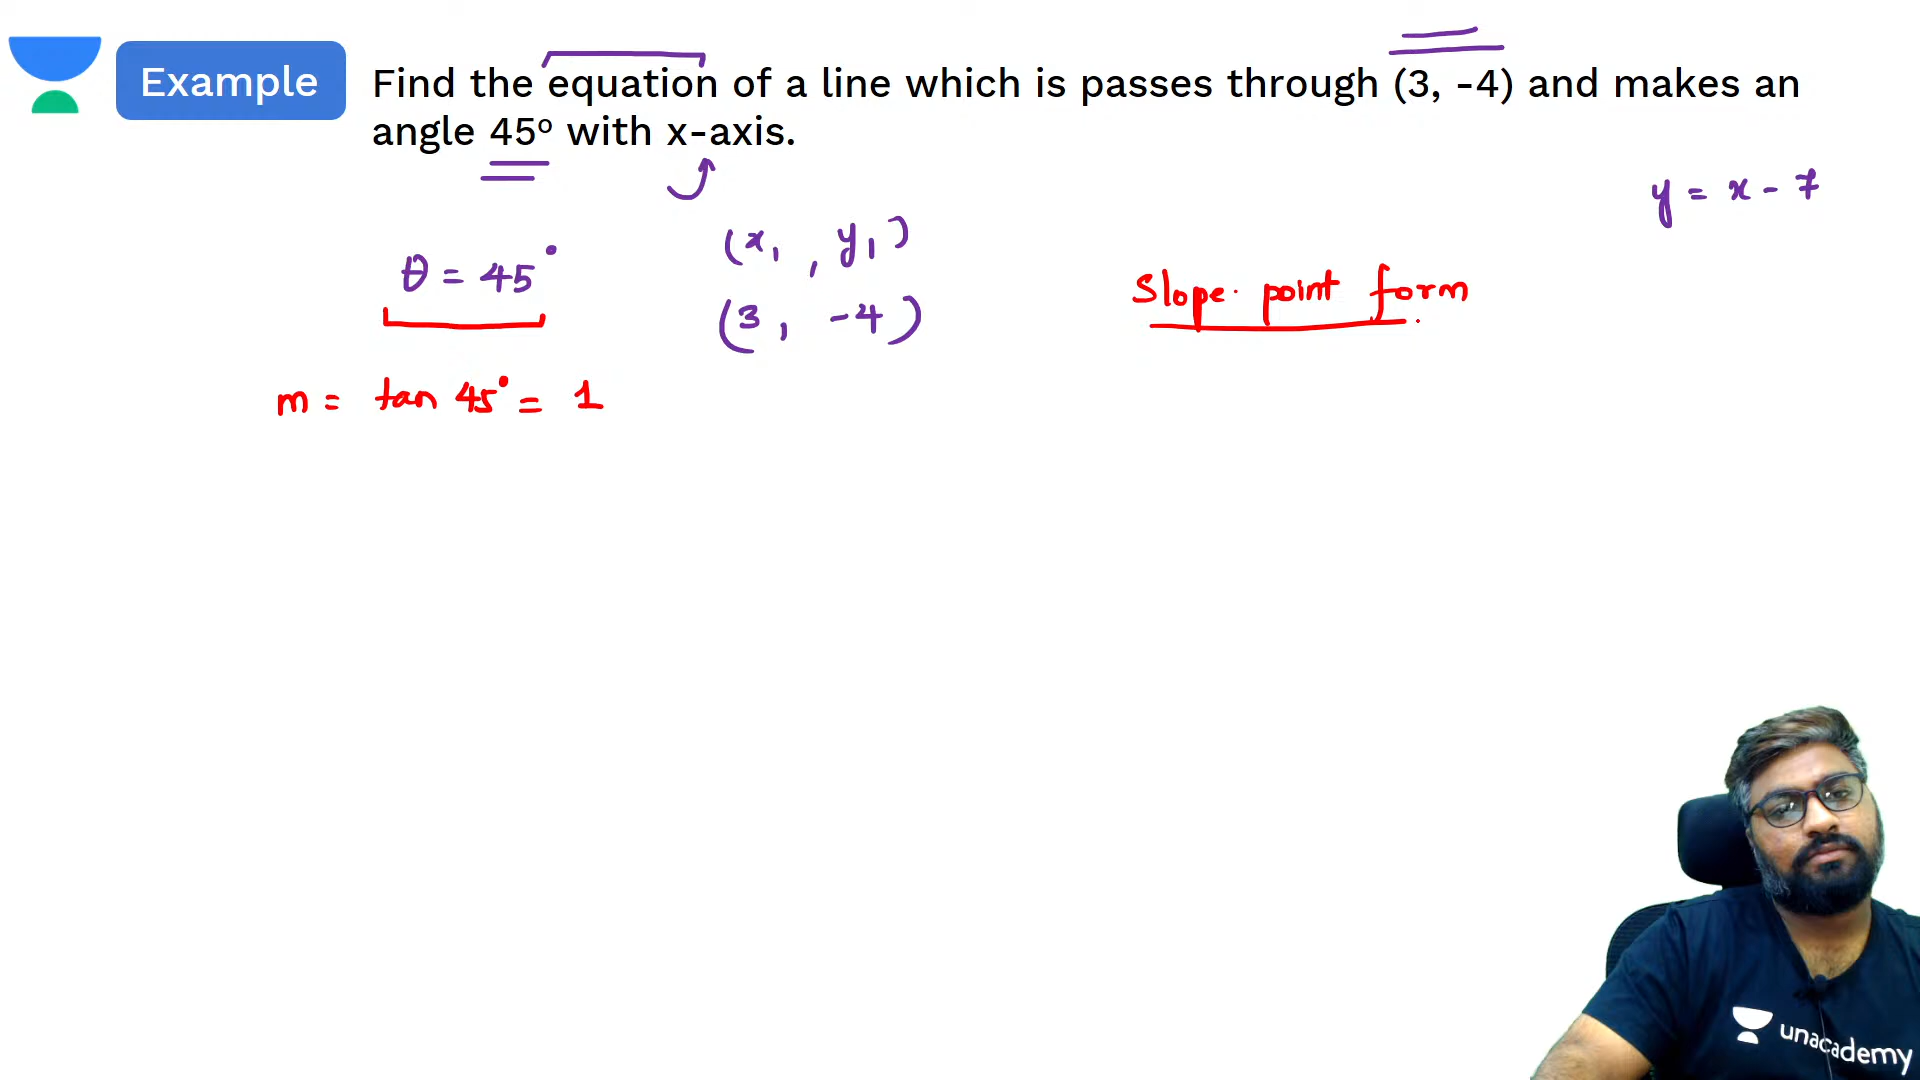 Example
Find the equation of a line which is passes through (3, -4) and makes an
angle 45º with x-axis.
y = x - 7
θ = 45°
(x₁, y₁)
(3, -4)
Slope point form
m = tan 45° = 1
unacademy